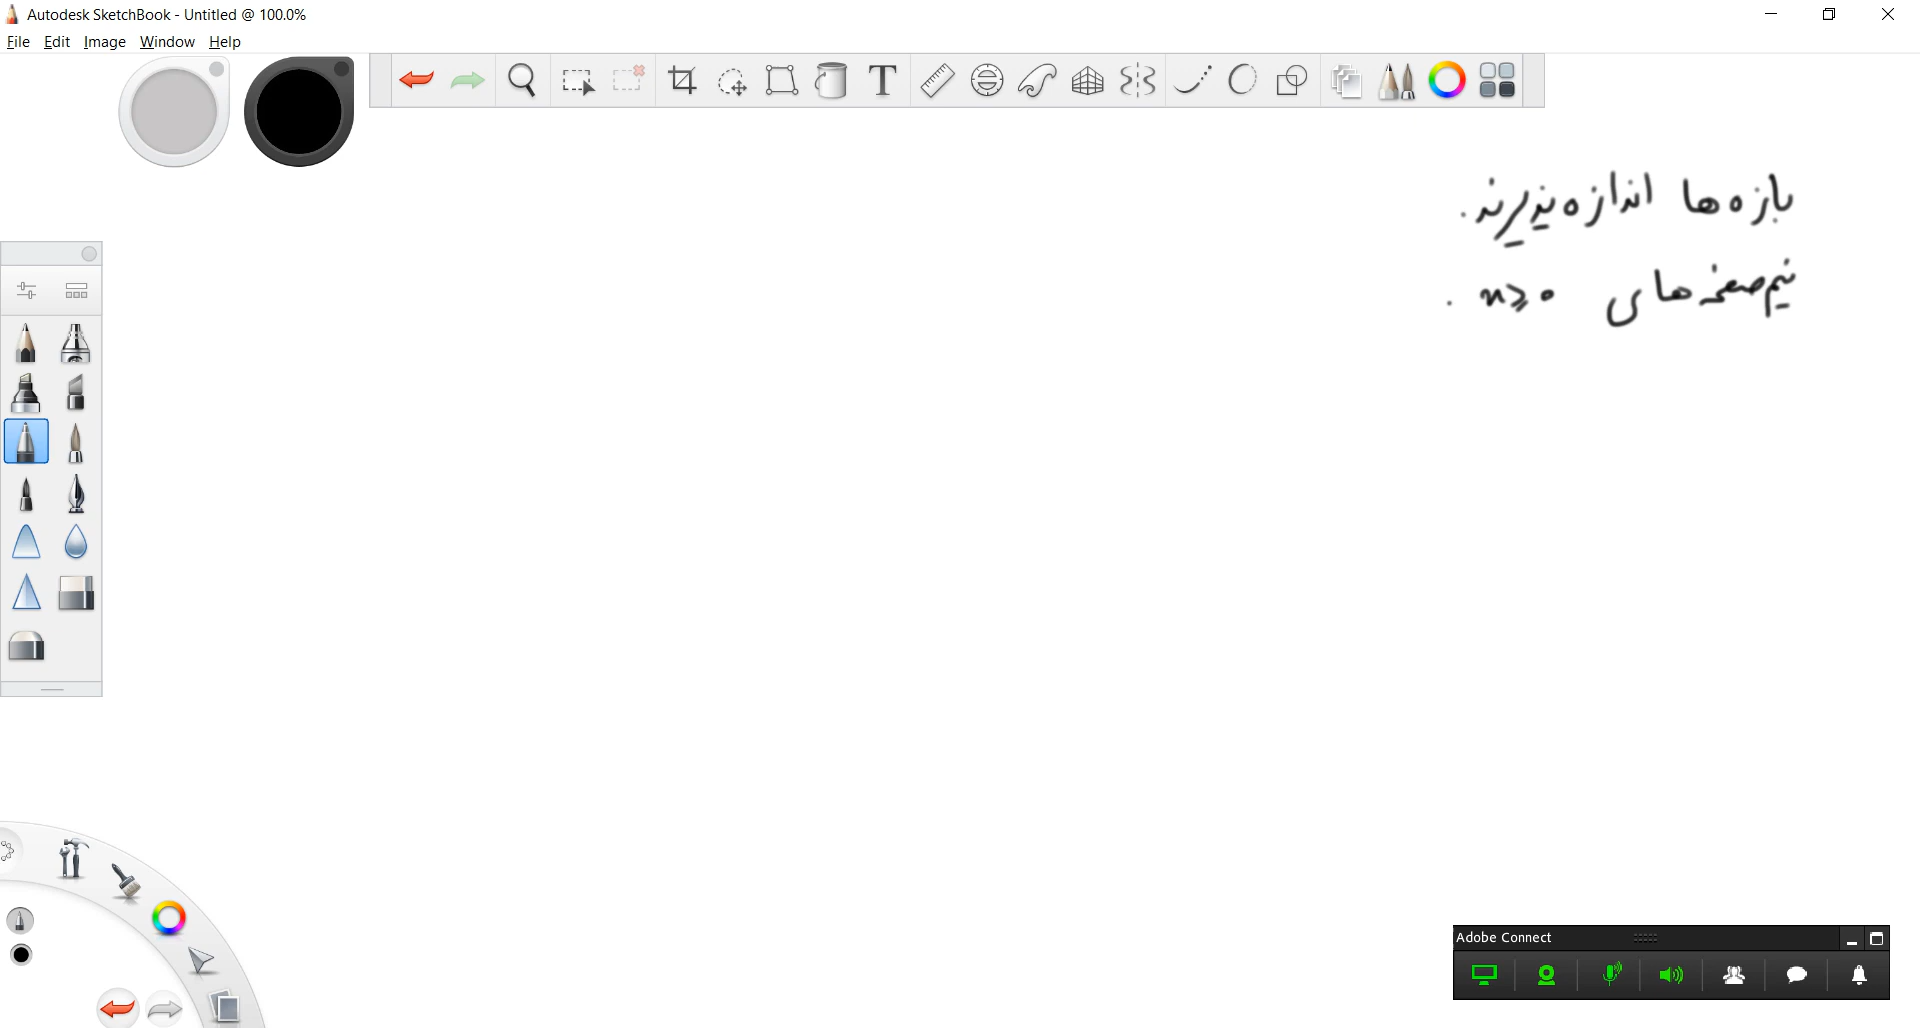 Autodesk SketchBook - Untitled @ 100.0%
File Edit Image Window Help
T
بازه‌ها اندازه‌پذیرند.
نیم‌صفحه‌های x≥0 .
Adobe Connect